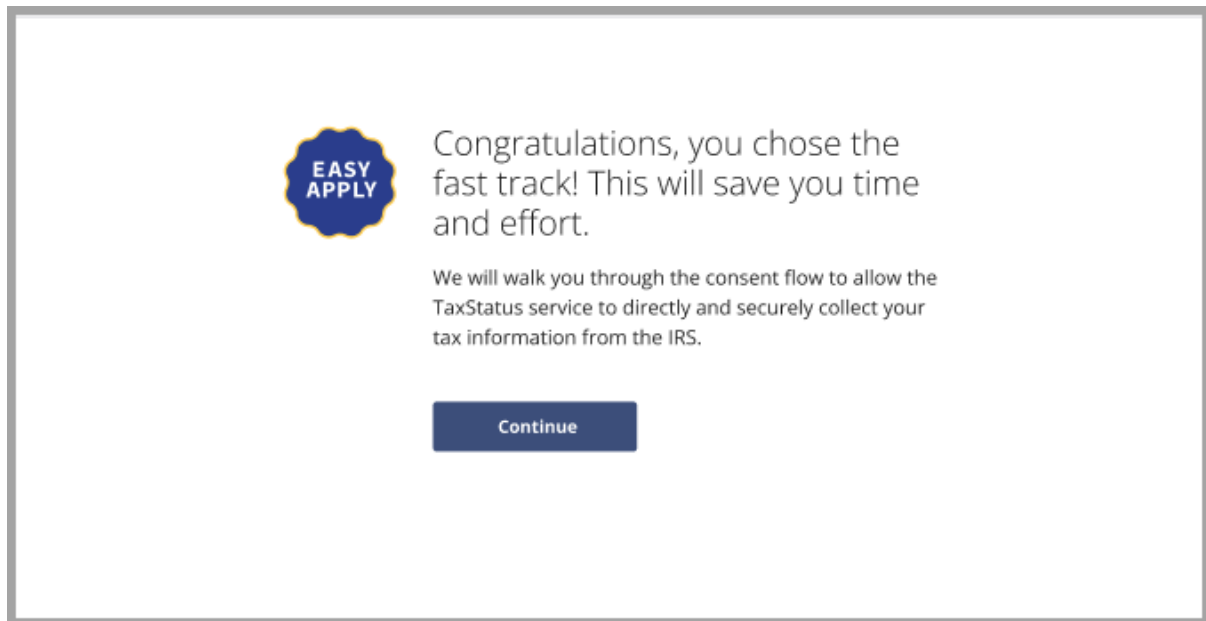 EASY
APPLY
Congratulations, you chose the
fast track! This will save you time
and effort.
We will walk you through the consent flow to allow the
TaxStatus service to directly and securely collect your
tax information from the IRS.
Continue